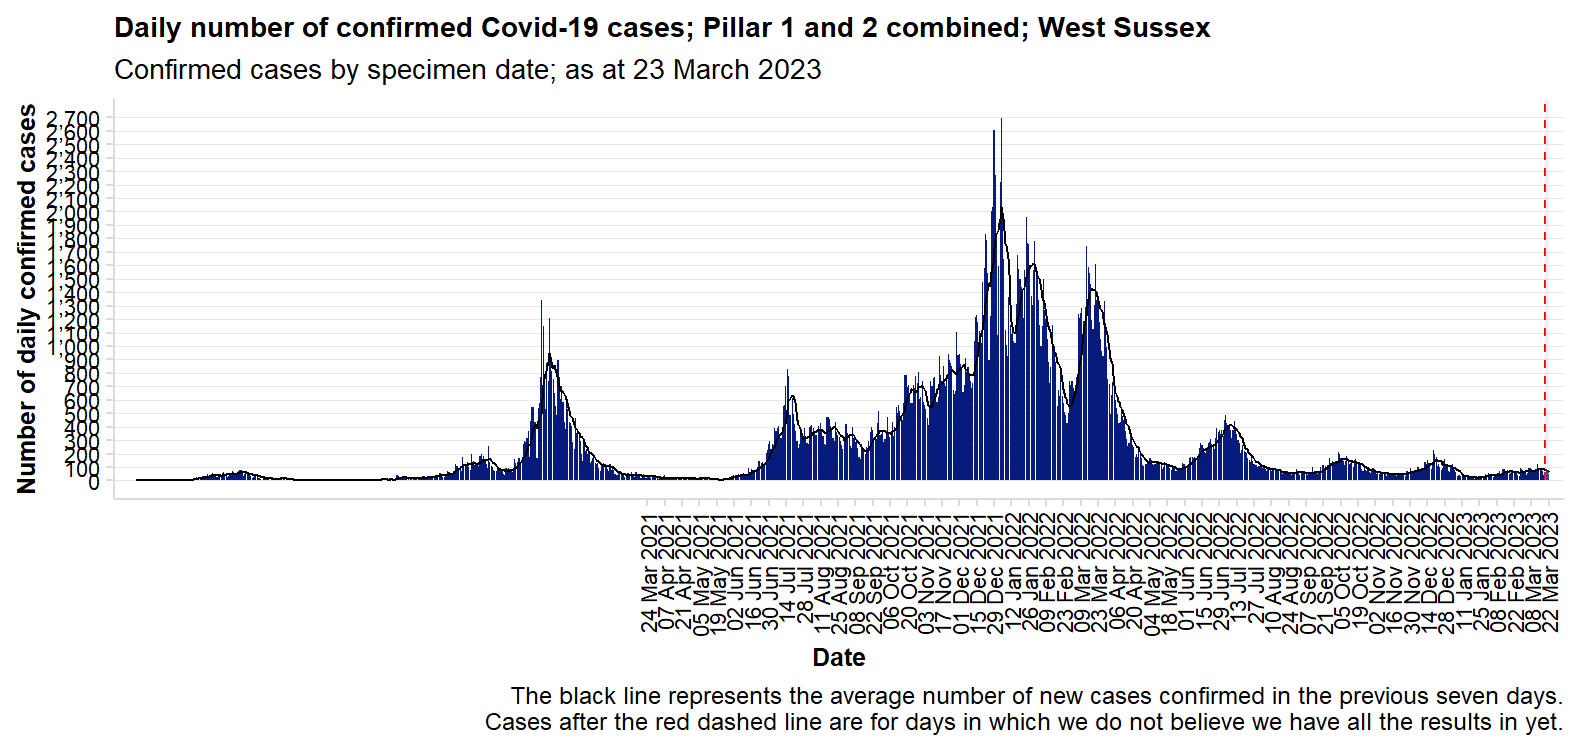 Daily number of confirmed Covid-19 cases; Pillar 1 and 2 combined; West Sussex
Confirmed cases by specimen date; as at 23 March 2023
Number of daily confirmed cases
2,700
2,600
2,500
2,400
2,300
2,200
2,100
2,000
1,900
1,800
1,700
1,600
1,500
1,400
1,300
1,200
1,100
1,000
900
800
700
600
500
400
300
200
100
0
24 Mar 2021
07 Apr 2021
21 Apr 2021
05 May 2021
19 May 2021
02 Jun 2021
16 Jun 2021
30 Jun 2021
14 Jul 2021
28 Jul 2021
11 Aug 2021
25 Aug 2021
08 Sep 2021
22 Sep 2021
06 Oct 2021
20 Oct 2021
03 Nov 2021
17 Nov 2021
01 Dec 2021
15 Dec 2021
29 Dec 2021
12 Jan 2022
26 Jan 2022
09 Feb 2022
23 Feb 2022
09 Mar 2022
23 Mar 2022
06 Apr 2022
20 Apr 2022
04 May 2022
18 May 2022
01 Jun 2022
15 Jun 2022
29 Jun 2022
13 Jul 2022
27 Jul 2022
10 Aug 2022
24 Aug 2022
07 Sep 2022
21 Sep 2022
05 Oct 2022
19 Oct 2022
02 Nov 2022
16 Nov 2022
30 Nov 2022
14 Dec 2022
28 Dec 2022
11 Jan 2023
25 Jan 2023
08 Feb 2023
22 Feb 2023
08 Mar 2023
22 Mar 2023
Date
The black line represents the average number of new cases confirmed in the previous seven days.
Cases after the red dashed line are for days in which we do not believe we have all the results in yet.